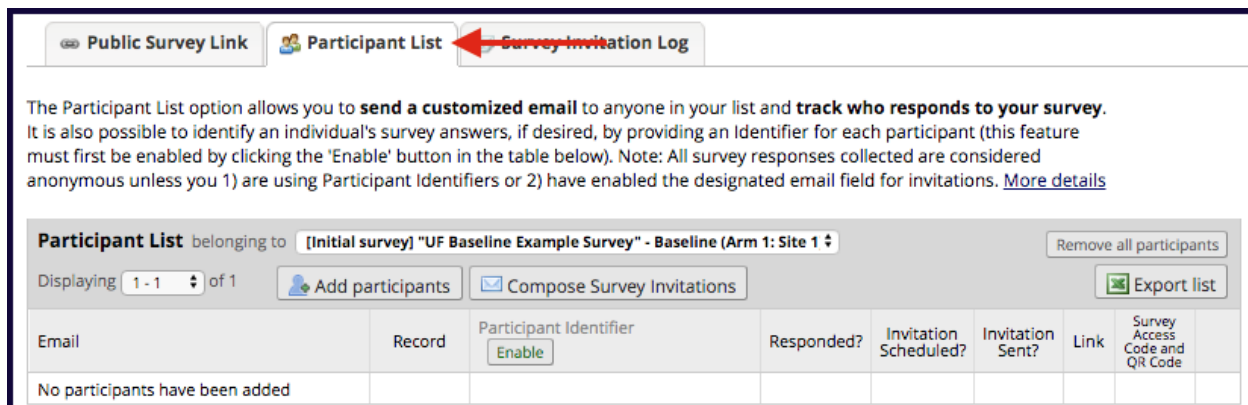 Public Survey Link Participant List Survey Invitation Log
The Participant List option allows you to send a customized email to anyone in your list and track who responds to your survey.
It is also possible to identify an individual's survey answers, if desired, by providing an Identifier for each participant (this feature
must first be enabled by clicking the 'Enable' button in the table below). Note: All survey responses collected are considered
anonymous unless you 1) are using Participant Identifiers or 2) have enabled the designated email field for invitations. More details
Participant List belonging to [Initial survey] "UF Baseline Example Survey" - Baseline (Arm 1: Site 1 Remove all participants
Displaying 1 - 1 of 1 Add participants Compose Survey Invitations Export list
Email Record Participant Identifier Enable Responded? Invitation Scheduled? Invitation Sent? Link Survey Access Code and QR Code
No participants have been added